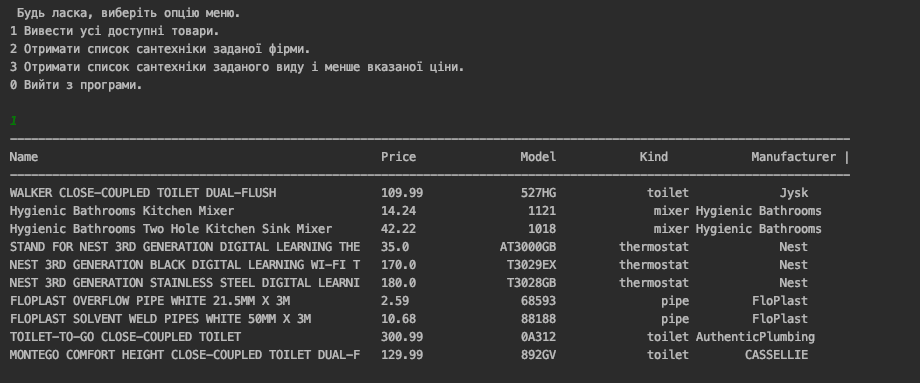 Будь ласка, виберіть опцію меню.
1 Вивести усі доступні товари.
2 Отримати список сантехніки заданої фірми.
3 Отримати список сантехніки заданого виду і менше вказаної ціни.
0 Вийти з програми.
1
Name Price Model Kind Manufacturer |
WALKER CLOSE-COUPLED TOILET DUAL-FLUSH 109.99 527HG toilet Jysk
Hygienic Bathrooms Kitchen Mixer 14.24 1121 mixer Hygienic Bathrooms
Hygienic Bathrooms Two Hole Kitchen Sink Mixer 42.22 1018 mixer Hygienic Bathrooms
STAND FOR NEST 3RD GENERATION DIGITAL LEARNING THE 35.0 AT3000GB thermostat Nest
NEST 3RD GENERATION BLACK DIGITAL LEARNING WI-FI T 170.0 T3029EX thermostat Nest
NEST 3RD GENERATION STAINLESS STEEL DIGITAL LEARNI 180.0 T3028GB thermostat Nest
FLOPLAST OVERFLOW PIPE WHITE 21.5MM X 3M 2.59 68593 pipe FloPlast
FLOPLAST SOLVENT WELD PIPES WHITE 50MM X 3M 10.68 88188 pipe FloPlast
TOILET-TO-GO CLOSE-COUPLED TOILET 300.99 0A312 toilet AuthenticPlumbing
MONTEGO COMFORT HEIGHT CLOSE-COUPLED TOILET DUAL-F 129.99 892GV toilet CASSELLIE